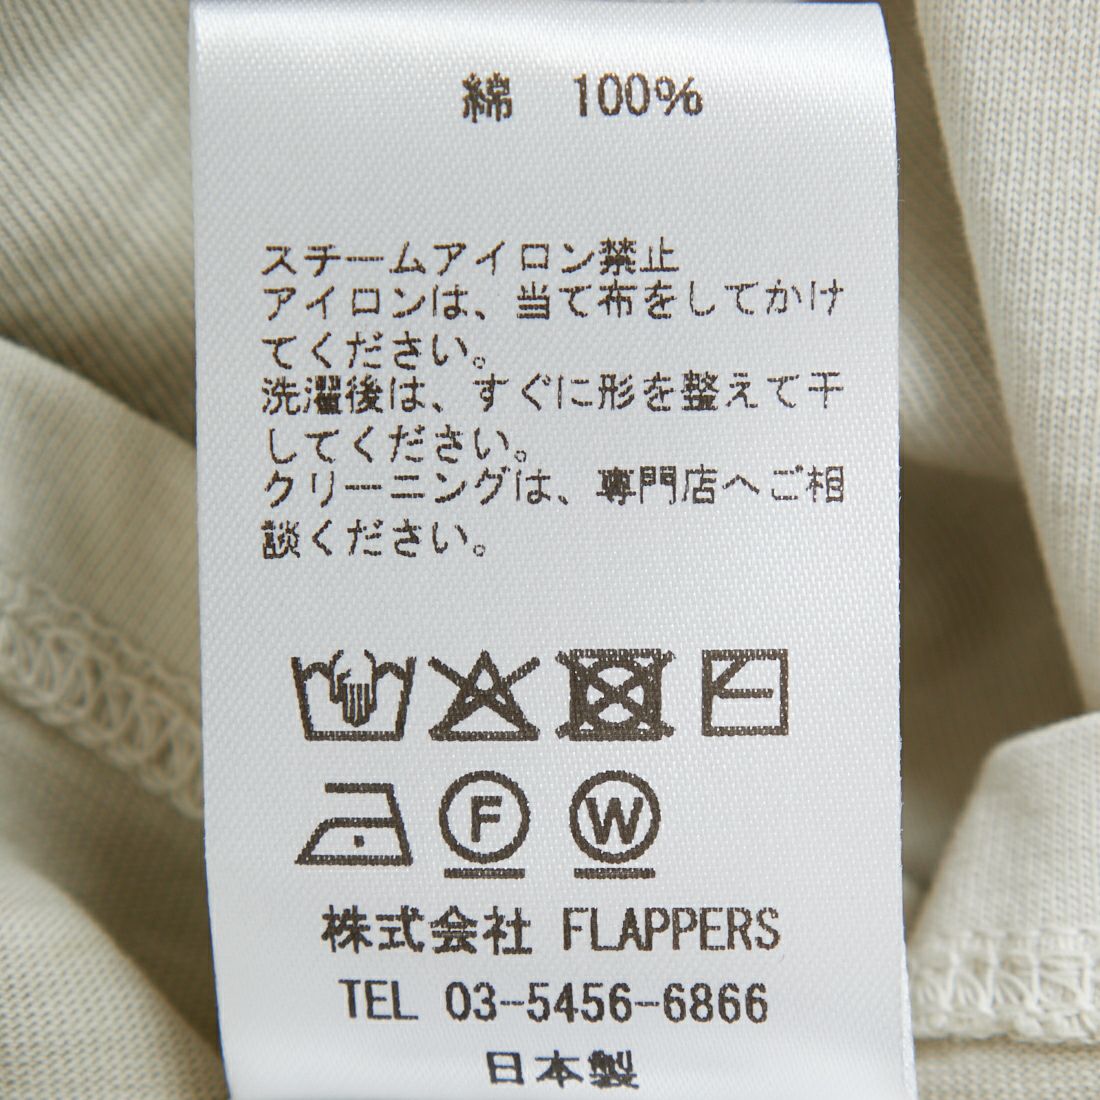 綿 100%
スチームアイロン禁止
アイロンは、当て布をしてかけ
てください。
洗濯後は、すぐに形を整えて干
してください。
クリーニングは、専門店へご相
談ください。
F W
株式会社 FLAPPERS
TEL 03-5456-6866
日本製